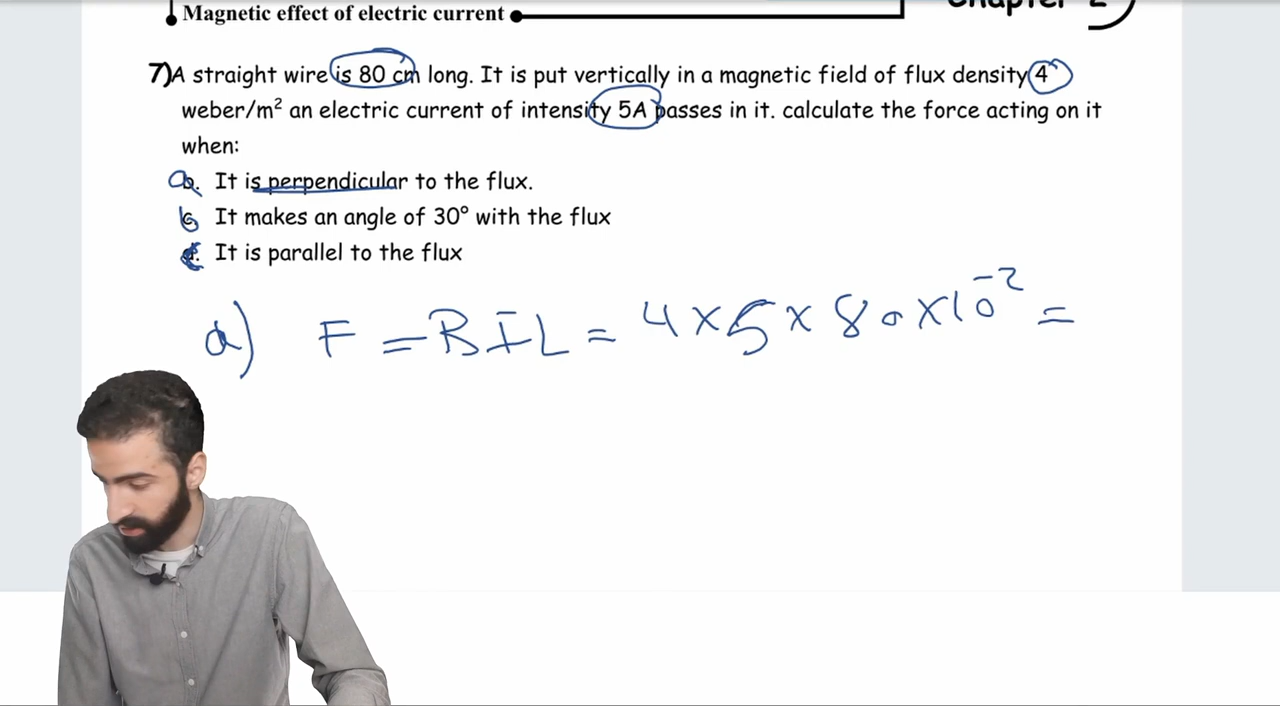 Magnetic effect of electric current
Chapter 2
7)A straight wire is 80 cm long. It is put vertically in a magnetic field of flux density 4
weber/m² an electric current of intensity 5A passes in it. calculate the force acting on it
when:
a. It is perpendicular to the flux.
b. It makes an angle of 30° with the flux
c. It is parallel to the flux
a) F = BIL = 4 × 5 × 80 × 10⁻² =